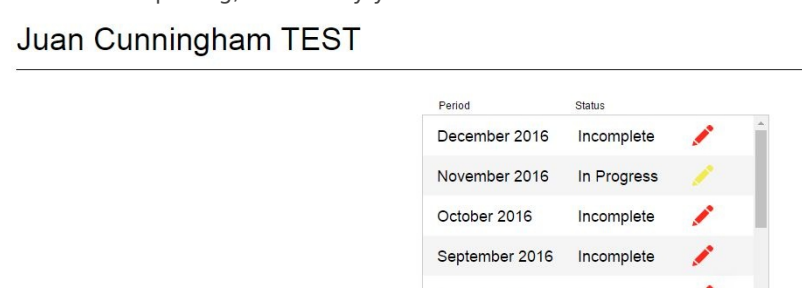 Juan Cunningham TEST
Period Status
December 2016 Incomplete
November 2016 In Progress
October 2016 Incomplete
September 2016 Incomplete